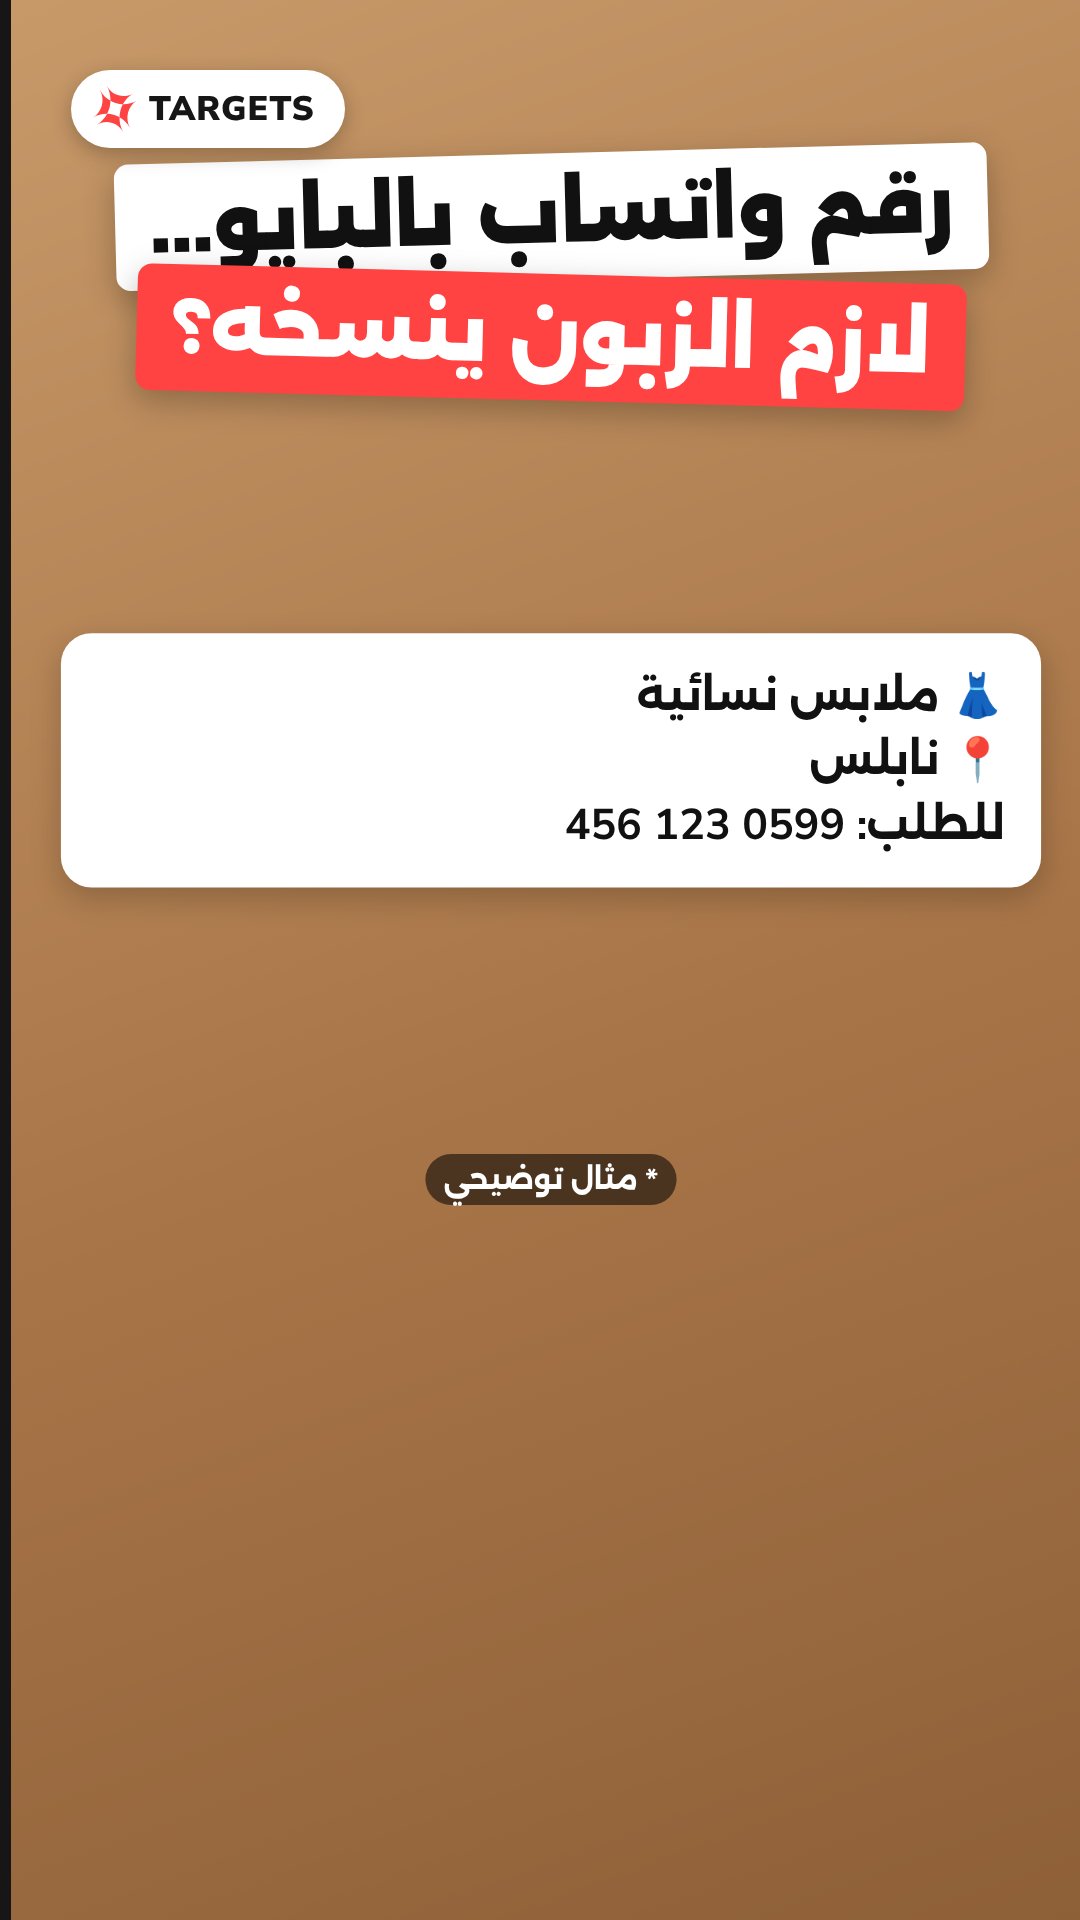 TARGETS
رقم واتساب بالبايو...
لازم الزبون ينسخه؟
👗 ملابس نسائية
📍 نابلس
للطلب: 0599 123 456
* مثال توضيحي